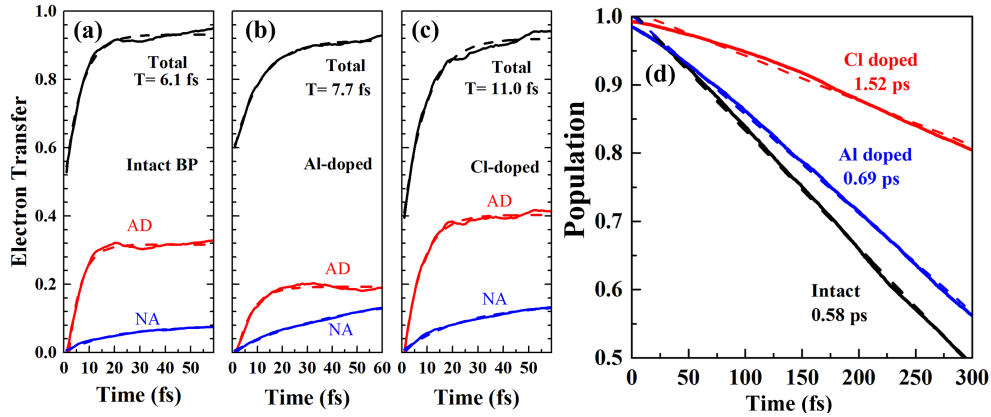 (a)
(b)
(c)
(d)
Electron Transfer
1.0
0.8
0.6
0.4
0.2
0.0
Total
T= 6.1 fs
Intact BP
AD
NA
0 10 20 30 40 50
Time (fs)
Total
T= 7.7 fs
Al-doped
AD
NA
0 10 20 30 40 50 60
Time (fs)
Total
T= 11.0 fs
Cl-doped
AD
NA
0 10 20 30 40 50
Time (fs)
Population
1.0
0.9
0.8
0.7
0.6
0.5
Cl doped
1.52 ps
Al doped
0.69 ps
Intact
0.58 ps
0 50 100 150 200 250 300
Time (fs)